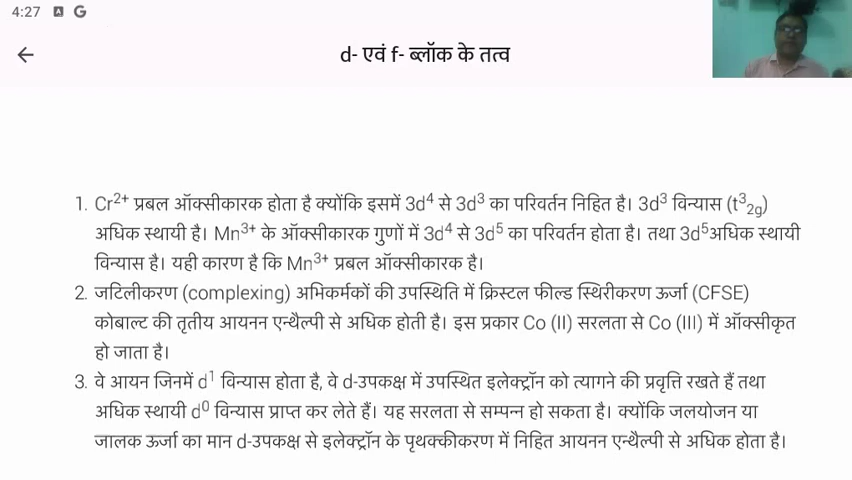 4:27 A G
d- एवं f- ब्लॉक के तत्व
1. Cr²⁺ प्रबल ऑक्सीकारक होता है क्योंकि इसमें 3d⁴ से 3d³ का परिवर्तन निहित है। 3d³ विन्यास (t³₂g)
अधिक स्थायी है। Mn³⁺ के ऑक्सीकारक गुणों में 3d⁴ से 3d⁵ का परिवर्तन होता है। तथा 3d⁵अधिक स्थायी
विन्यास है। यही कारण है कि Mn³⁺ प्रबल ऑक्सीकारक है।
2. जटिलीकरण (complexing) अभिकर्मकों की उपस्थिति में क्रिस्टल फील्ड स्थिरीकरण ऊर्जा (CFSE)
कोबाल्ट की तृतीय आयनन एन्थैल्पी से अधिक होती है। इस प्रकार Co (II) सरलता से Co (III) में ऑक्सीकृत
हो जाता है।
3. वे आयन जिनमें d¹ विन्यास होता है, वे d-उपकक्ष में उपस्थित इलेक्ट्रॉन को त्यागने की प्रवृत्ति रखते हैं तथा
अधिक स्थायी d⁰ विन्यास प्राप्त कर लेते हैं। यह सरलता से सम्पन्न हो सकता है। क्योंकि जलयोजन या
जालक ऊर्जा का मान d-उपकक्ष से इलेक्ट्रॉन के पृथक्कीकरण में निहित आयनन एन्थैल्पी से अधिक होता है।